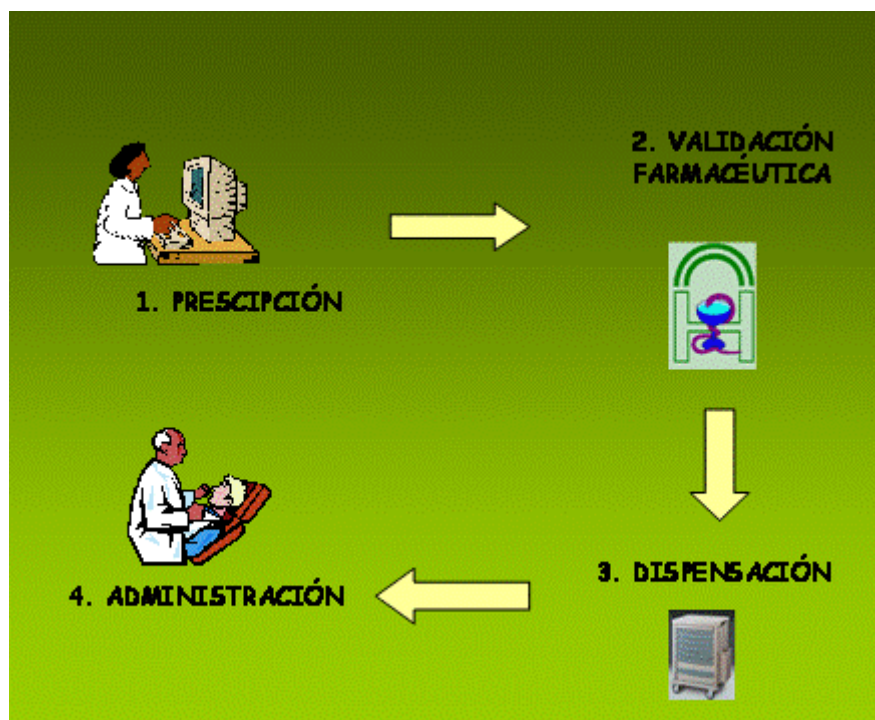 1. PRESCIPCIÓN
2. VALIDACIÓN
FARMACÉUTICA
3. DISPENSACIÓN
4. ADMINISTRACIÓN